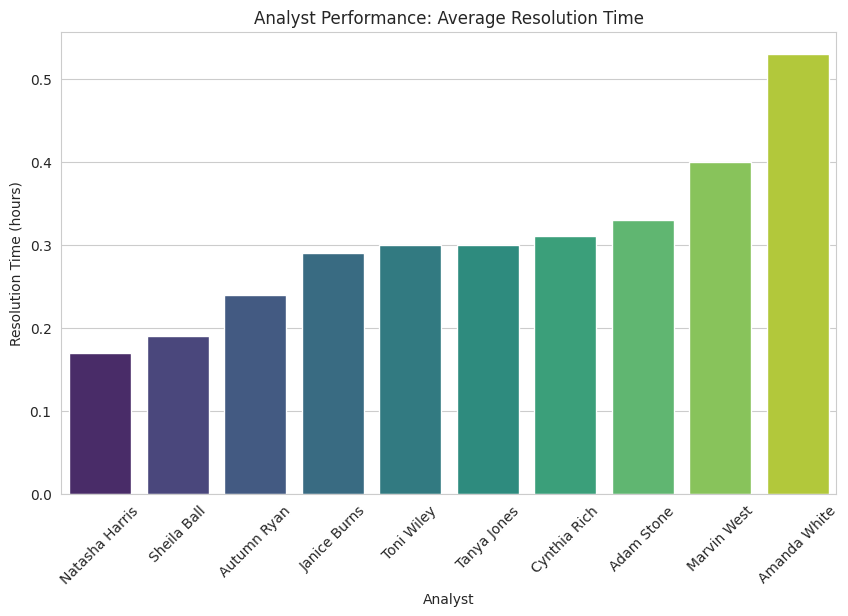 Analyst Performance: Average Resolution Time
Resolution Time (hours)
0.5
0.4
0.3
0.2
0.1
0.0
Natasha Harris
Sheila Ball
Autumn Ryan
Janice Burns
Toni Wiley
Tanya Jones
Cynthia Rich
Adam Stone
Marvin West
Amanda White
Analyst